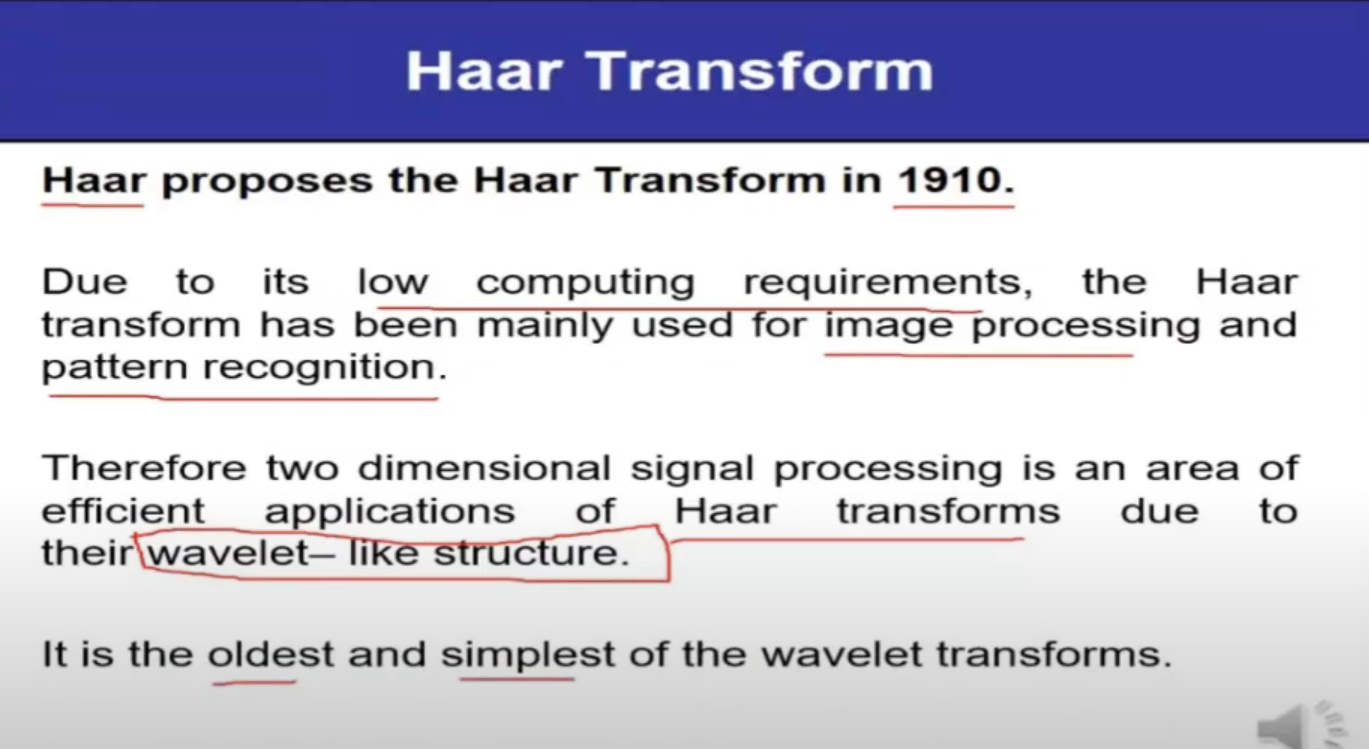 Haar Transform
Haar proposes the Haar Transform in 1910.
Due to its low computing requirements, the Haar
transform has been mainly used for image processing and
pattern recognition.
Therefore two dimensional signal processing is an area of
efficient applications of Haar transforms due to
their wavelet– like structure.
It is the oldest and simplest of the wavelet transforms.